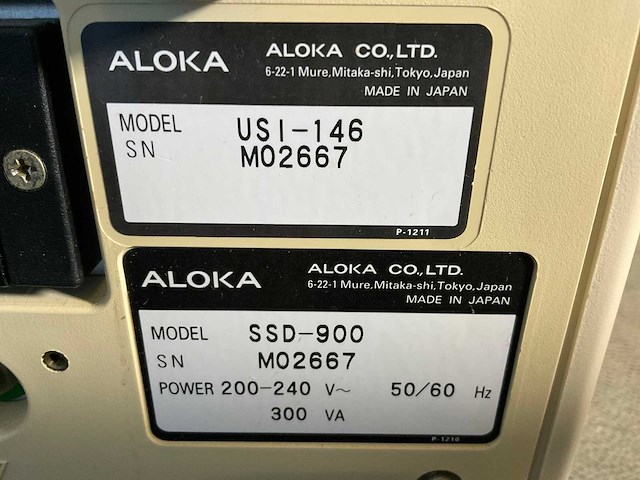 ALOKA ALOKA CO.,LTD.
6-22-1 Mure,Mitaka-shi,Tokyo,Japan
MADE IN JAPAN
MODEL USI-146
SN M02667
P-1211
ALOKA ALOKA CO.,LTD.
6-22-1 Mure,Mitaka-shi,Tokyo,Japan
MADE IN JAPAN
MODEL SSD-900
SN M02667
POWER 200-240 V~ 50/60 Hz
300 VA
P-1210